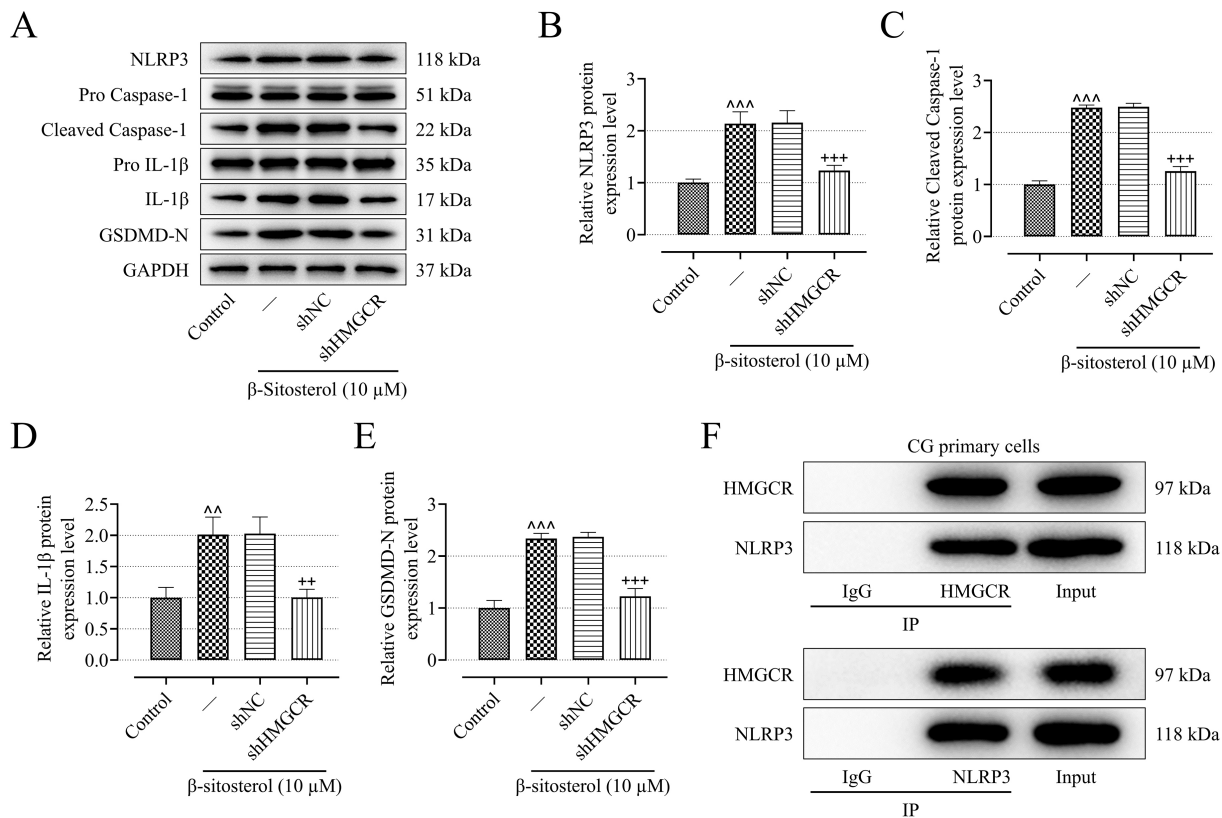 A
NLRP3 118 kDa
Pro Caspase-1 51 kDa
Cleaved Caspase-1 22 kDa
Pro IL-1β 35 kDa
IL-1β 17 kDa
GSDMD-N 31 kDa
GAPDH 37 kDa
Control — shNC shHMGCR
β-Sitosterol (10 μM)
B
Relative NLRP3 protein
expression level
3
2
1
0
^^^
+++
Control — shNC shHMGCR
β-sitosterol (10 μM)
C
Relative Cleaved Caspase-1
protein expression level
3
2
1
0
^^^
+++
Control — shNC shHMGCR
β-sitosterol (10 μM)
D
Relative IL-1β protein
expression level
2.5
2.0
1.5
1.0
0.5
0.0
^^
++
Control — shNC shHMGCR
β-sitosterol (10 μM)
E
Relative GSDMD-N protein
expression level
3
2
1
0
^^^
+++
Control — shNC shHMGCR
β-sitosterol (10 μM)
F
CG primary cells
HMGCR 97 kDa
NLRP3 118 kDa
IgG HMGCR Input
IP
HMGCR 97 kDa
NLRP3 118 kDa
IgG NLRP3 Input
IP